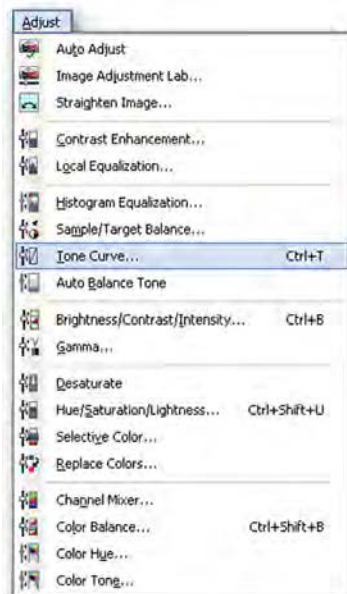 Adjust
Auto Adjust
Image Adjustment Lab...
Straighten Image...
Contrast Enhancement...
Local Equalization...
Histogram Equalization...
Sample/Target Balance...
Tone Curve... Ctrl+T
Auto Balance Tone
Brightness/Contrast/Intensity... Ctrl+B
Gamma...
Desaturate
Hue/Saturation/Lightness... Ctrl+Shift+U
Selective Color...
Replace Colors...
Channel Mixer...
Color Balance... Ctrl+Shift+B
Color Hue...
Color Tone...